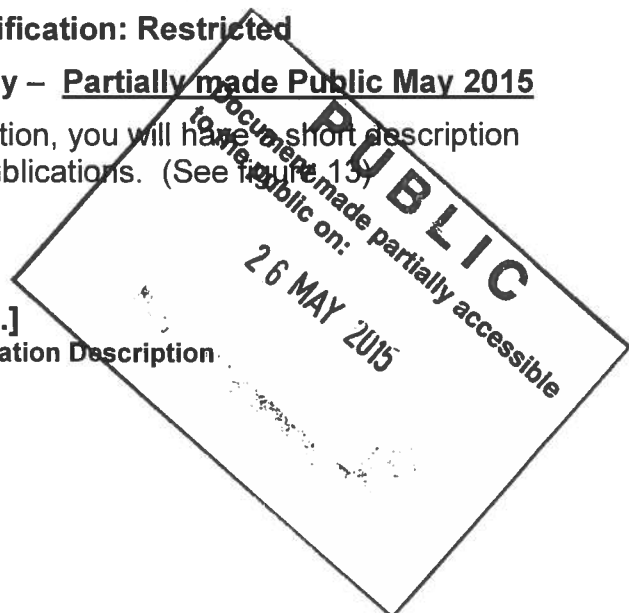 ification: Restricted
y – Partially made Public May 2015
tion, you will have a short description
blications. (See figure 13)
.]
ation Description
PUBLIC
Document made partially accessible
to the public on:
26 MAY 2015